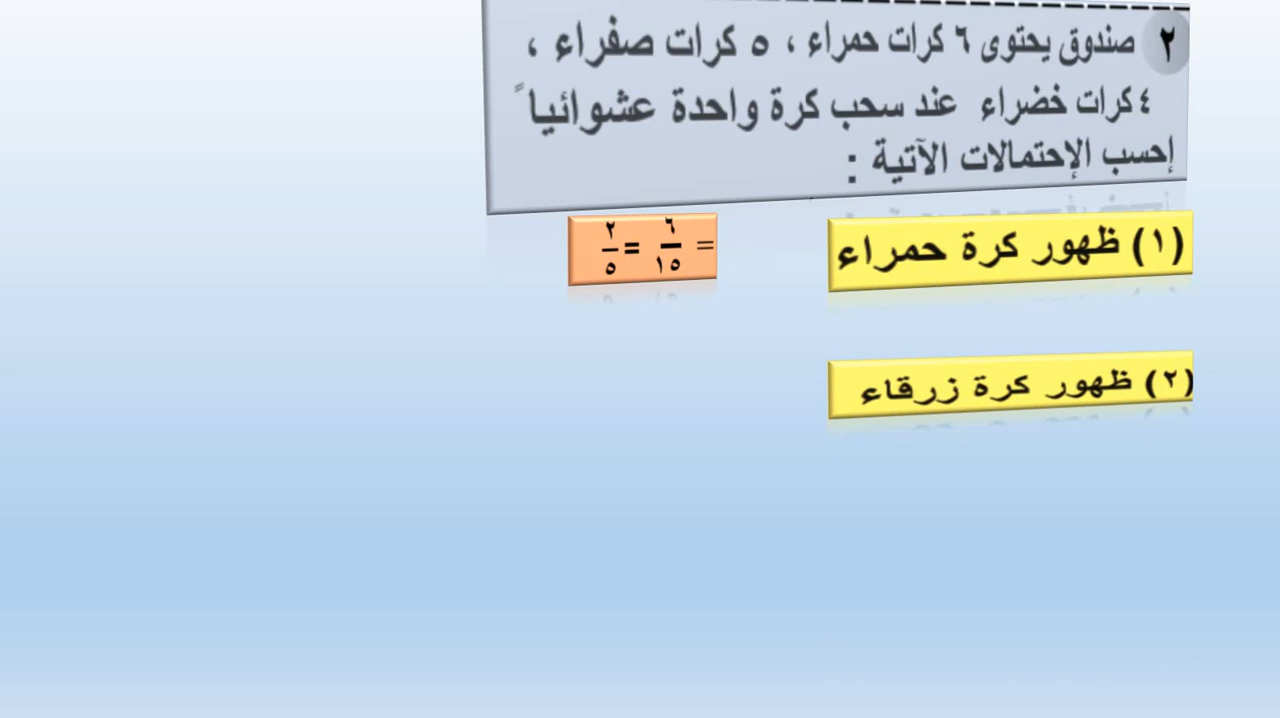 ٢ صندوق يحتوى ٦ كرات حمراء ، ٥ كرات صفراء ،
٤ كرات خضراء عند سحب كرة واحدة عشوائياً
إحسب الإحتمالات الآتية :
(١) ظهور كرة حمراء
= ٦/١٥ = ٢/٥
(٢) ظهور كرة زرقاء